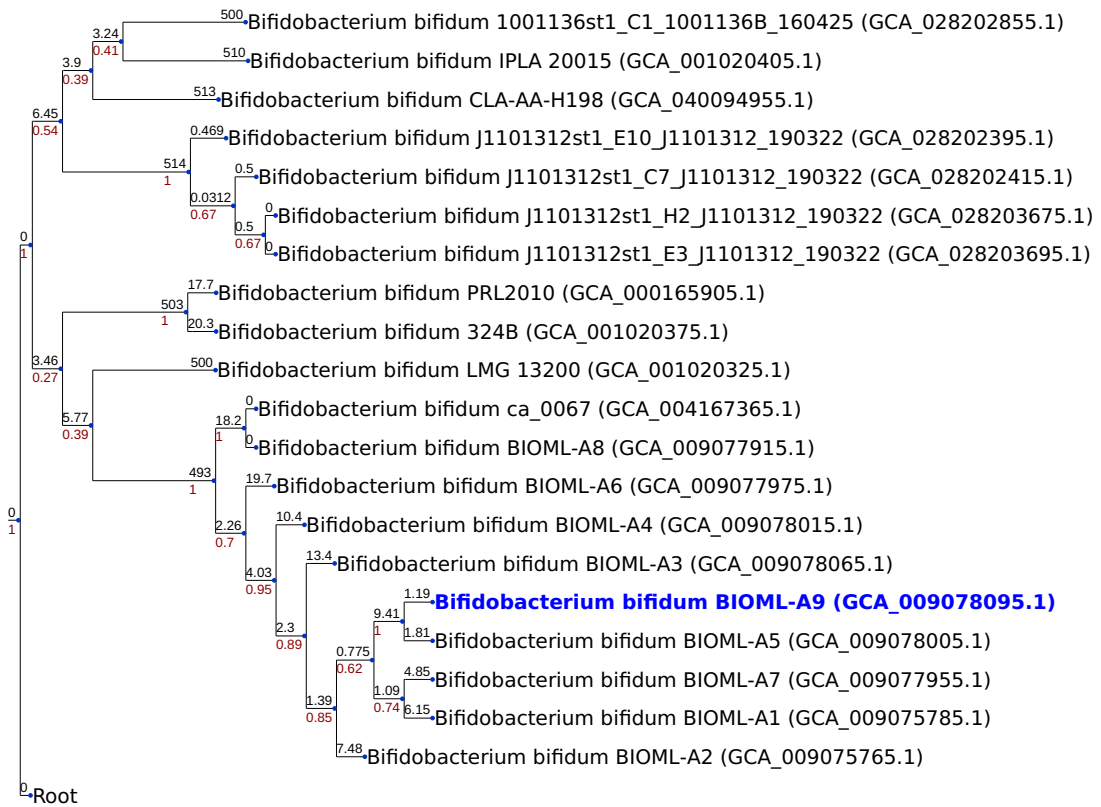 500 Bifidobacterium bifidum 1001136st1_C1_1001136B_160425 (GCA_028202855.1)
3.24
0.41
510 Bifidobacterium bifidum IPLA 20015 (GCA_001020405.1)
3.9
0.39
513 Bifidobacterium bifidum CLA-AA-H198 (GCA_040094955.1)
6.45
0.54
0.469 Bifidobacterium bifidum J1101312st1_E10_J1101312_190322 (GCA_028202395.1)
514
1
0.5 Bifidobacterium bifidum J1101312st1_C7_J1101312_190322 (GCA_028202415.1)
0.0312
0.67
0 Bifidobacterium bifidum J1101312st1_H2_J1101312_190322 (GCA_028203675.1)
0.5
0.67
0 Bifidobacterium bifidum J1101312st1_E3_J1101312_190322 (GCA_028203695.1)
0
1
17.7 Bifidobacterium bifidum PRL2010 (GCA_000165905.1)
503
1
20.3 Bifidobacterium bifidum 324B (GCA_001020375.1)
3.46
0.27
500 Bifidobacterium bifidum LMG 13200 (GCA_001020325.1)
0 Bifidobacterium bifidum ca_0067 (GCA_004167365.1)
5.77
0.39
18.2
1
0 Bifidobacterium bifidum BIOML-A8 (GCA_009077915.1)
493
1
19.7 Bifidobacterium bifidum BIOML-A6 (GCA_009077975.1)
0
1
2.26
0.7
10.4 Bifidobacterium bifidum BIOML-A4 (GCA_009078015.1)
13.4 Bifidobacterium bifidum BIOML-A3 (GCA_009078065.1)
4.03
0.95
1.19 Bifidobacterium bifidum BIOML-A9 (GCA_009078095.1)
9.41
1
2.3
0.89
1.81 Bifidobacterium bifidum BIOML-A5 (GCA_009078005.1)
0.775
0.62
4.85 Bifidobacterium bifidum BIOML-A7 (GCA_009077955.1)
1.09
0.74
1.39
0.85
6.15 Bifidobacterium bifidum BIOML-A1 (GCA_009075785.1)
7.48 Bifidobacterium bifidum BIOML-A2 (GCA_009075765.1)
0 Root